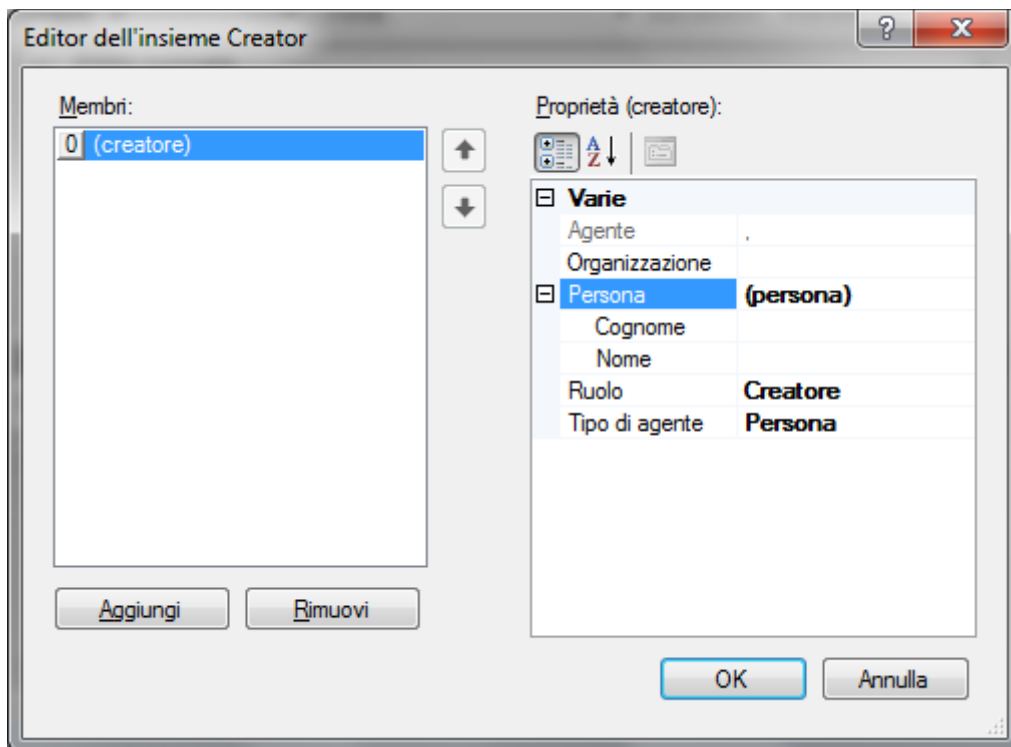 Editor dell'insieme Creator
Membri:
0 (creatore)
Aggiungi
Rimuovi
Proprietà (creatore):
Varie
Agente ,
Organizzazione
Persona (persona)
Cognome
Nome
Ruolo Creatore
Tipo di agente Persona
OK
Annulla